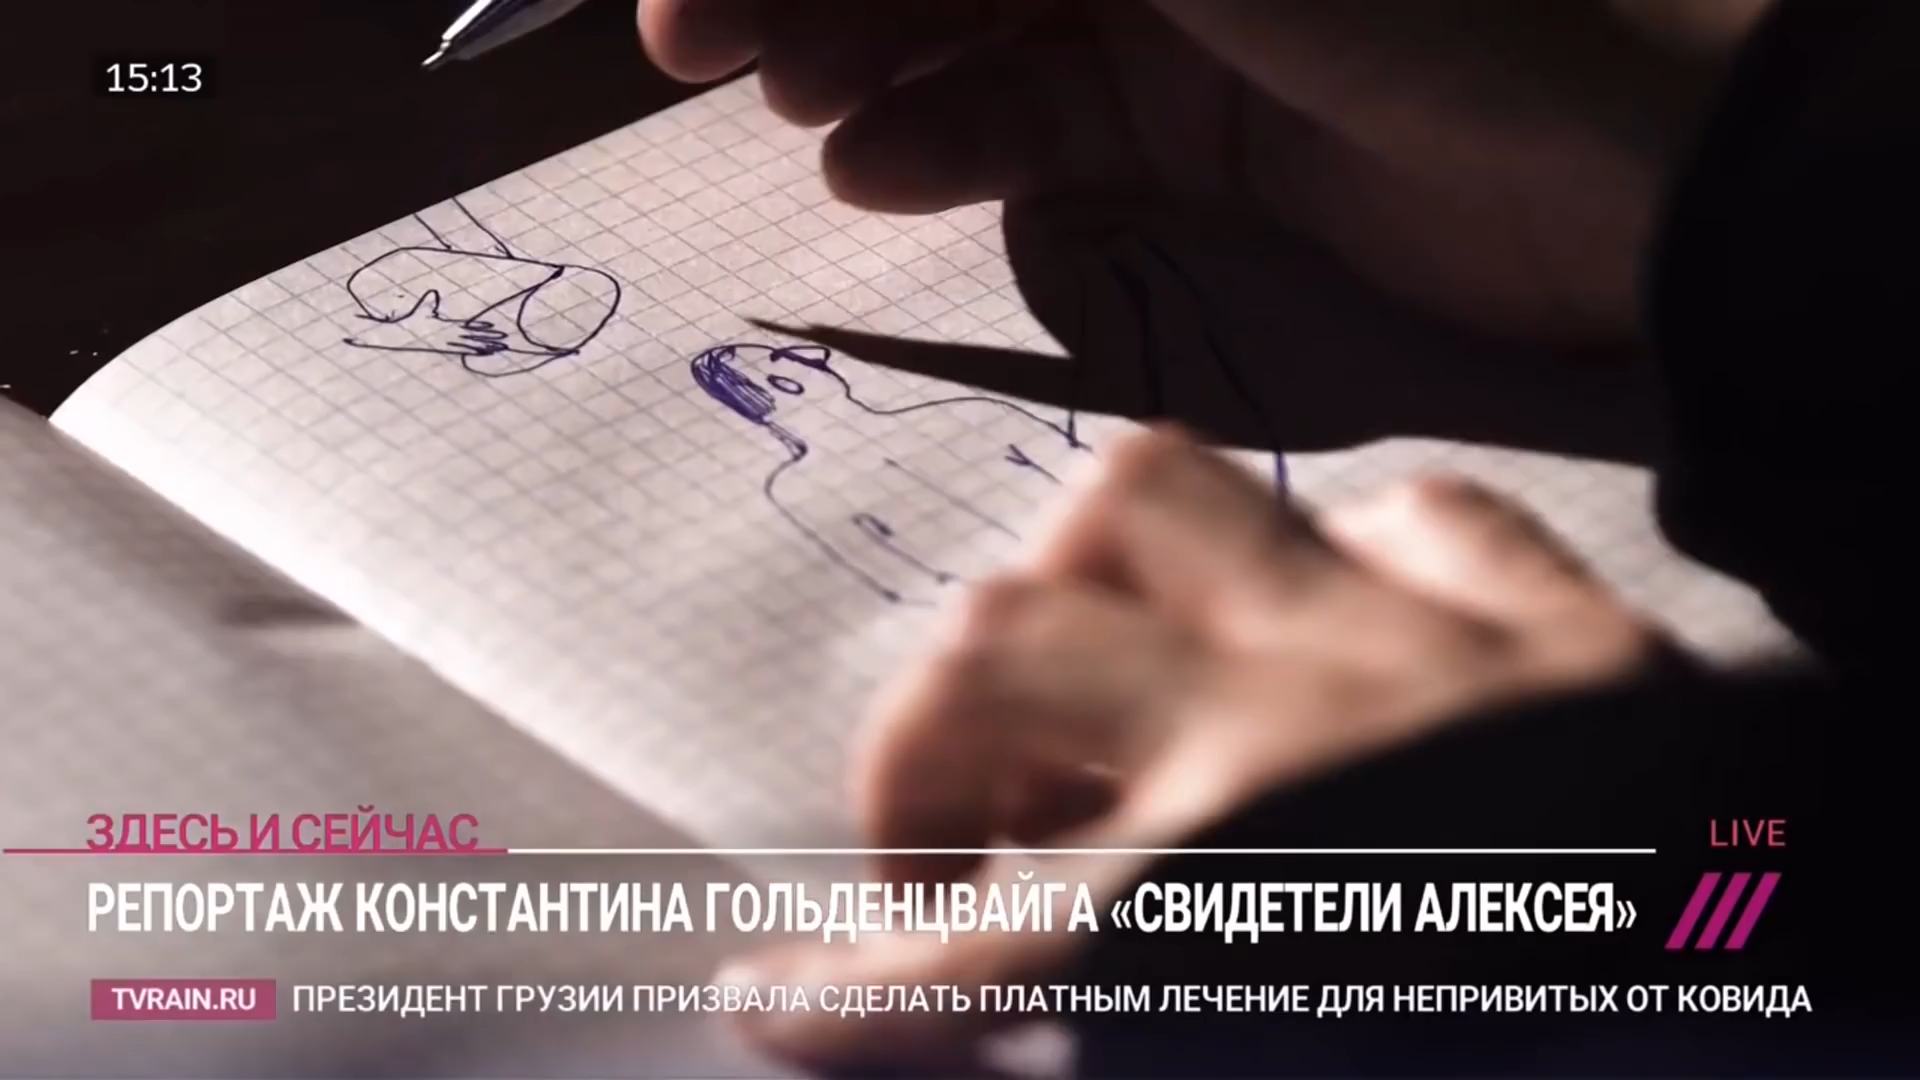 15:13
ЗДЕСЬ И СЕЙЧАС
LIVE
РЕПОРТАЖ КОНСТАНТИНА ГОЛЬДЕНЦВАЙГА «СВИДЕТЕЛИ АЛЕКСЕЯ»
TVRAIN.RU ПРЕЗИДЕНТ ГРУЗИИ ПРИЗВАЛА СДЕЛАТЬ ПЛАТНЫМ ЛЕЧЕНИЕ ДЛЯ НЕПРИВИТЫХ ОТ КОВИДА